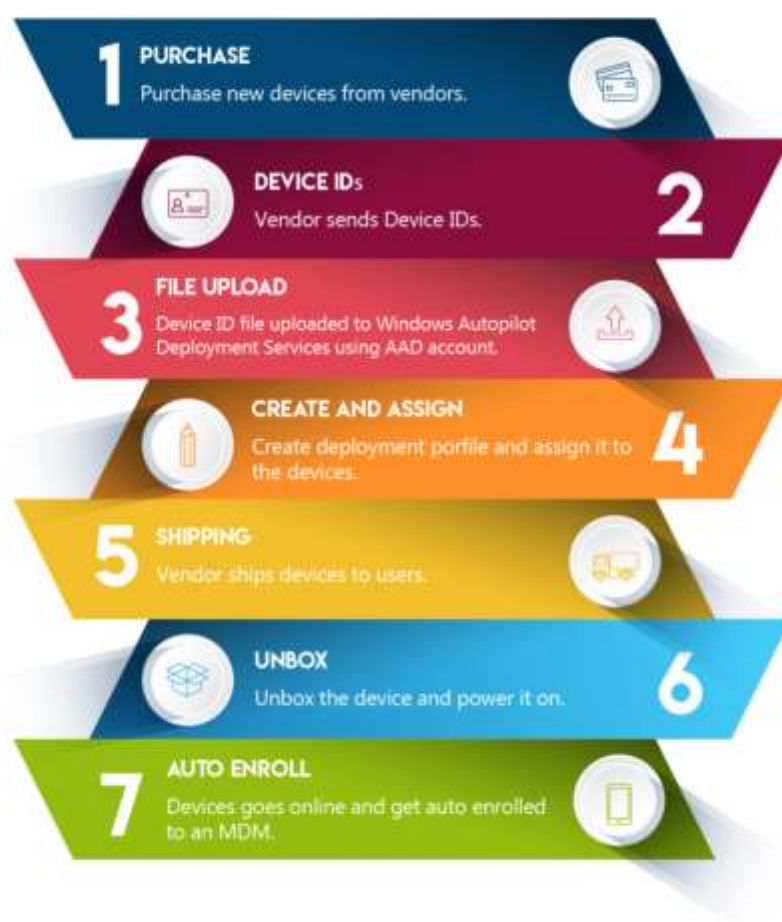 1
PURCHASE
Purchase new devices from vendors.
DEVICE IDs
Vendor sends Device IDs.
2
3
FILE UPLOAD
Device ID file uploaded to Windows Autopilot
Deployment Services using AAD account.
CREATE AND ASSIGN
Create deployment porfile and assign it to
the devices.
4
5
SHIPPING
Vendor ships devices to users.
UNBOX
Unbox the device and power it on.
6
7
AUTO ENROLL
Devices goes online and get auto enrolled
to an MDM.